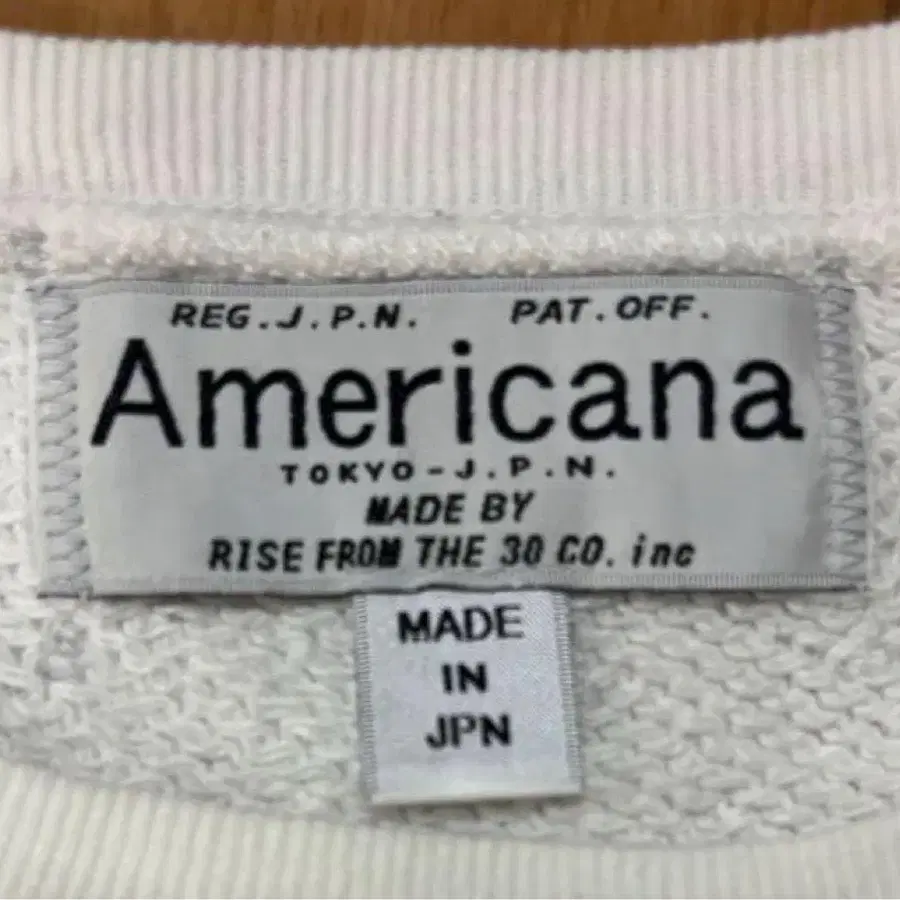 REG.J.P.N. PAT.OFF.
Americana
TOKYO-J.P.N.
MADE BY
RISE FROM THE 30 CO. inc
MADE
IN
JPN